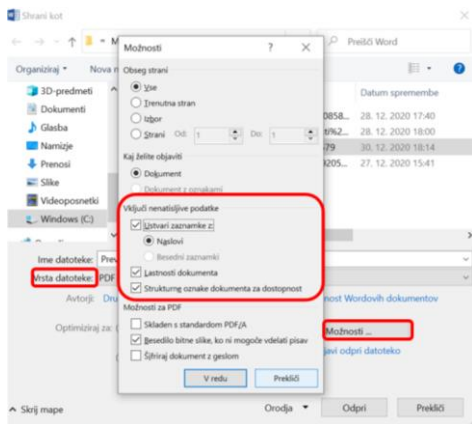 Shrani kot
Možnosti ? ×
Preišči Word
Organiziraj
Nova
3D-predmeti
Dokumenti
Glasba
Namizje
Prenosi
Slike
Videoposnetki
Windows (C:)
Obseg strani
Vse
Trenutna stran
Izbor
Strani Od: 1 Do: 1
Kaj želite objaviti
Dokument
Dokument z oznakami
Vključi nenatisljive podatke
Ustvari zaznamke z:
Naslovi
Besedni zaznamki
Lastnosti dokumenta
Strukturne oznake dokumenta za dostopnost
Možnosti za PDF
Skladen s standardom PDF/A
Besedilo bitne slike, ko ni mogoče vdelati pisav
Šifriraj dokument z geslom
V redu Prekliči
Datum spremembe
0858... 28. 12. 2020 17:40
28. 12. 2020 18:00
-79 30. 12. 2020 18:14
27. 12. 2020 15:41
Ime datoteke:
Vrsta datoteke: PDF
Avtorji:
Optimiziraj za:
nost Wordovih dokumentov
Možnosti ...
javi odpri datoteko
Skrij mape
Orodja Odpri Prekliči